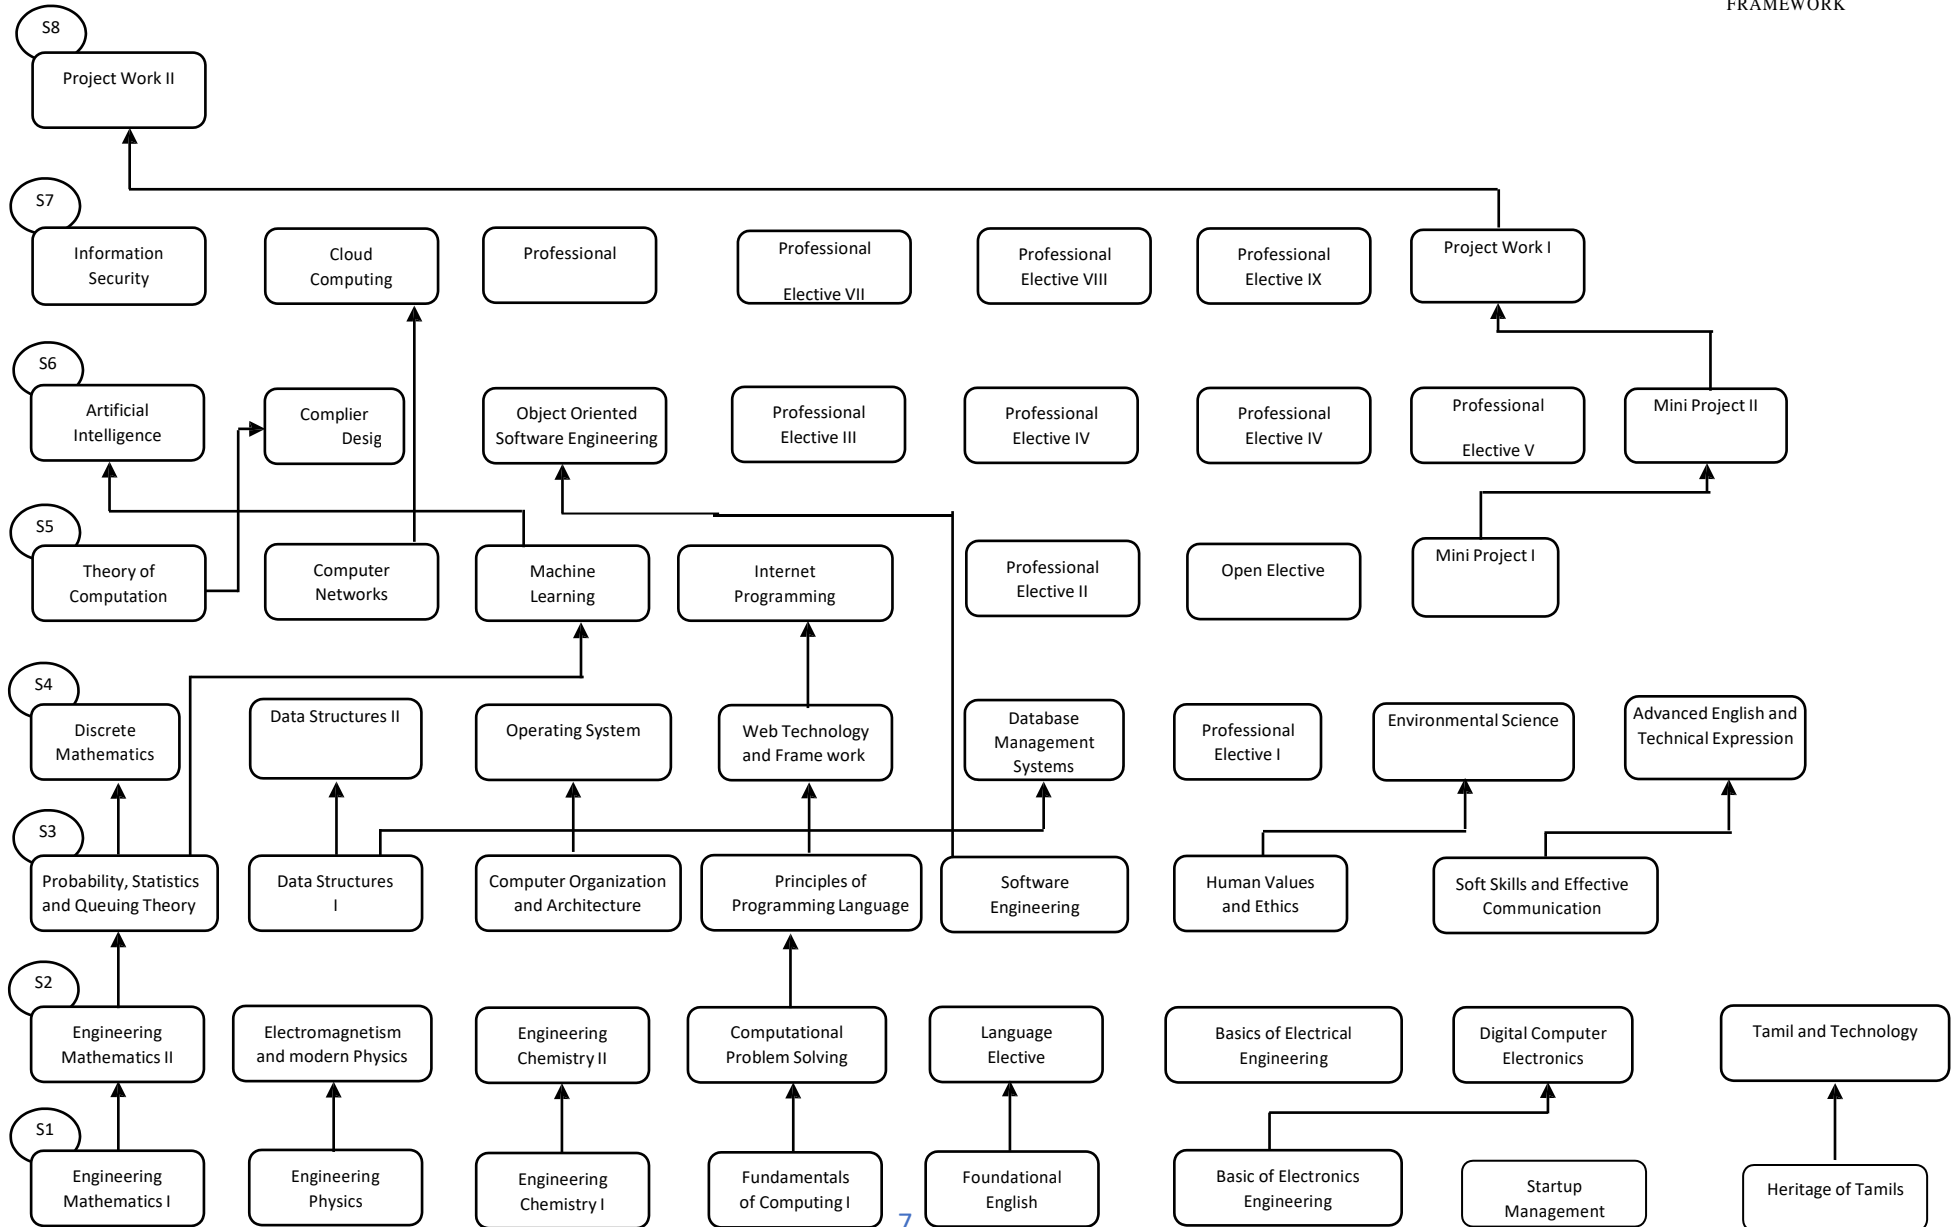 FRAMEWORK
S8
Project Work II
S7
Information
Security
Cloud
Computing
Professional
Professional
Elective VII
Professional
Elective VIII
Professional
Elective IX
Project Work I
S6
Artificial
Intelligence
Complier
Desig
Object Oriented
Software Engineering
Professional
Elective III
Professional
Elective IV
Professional
Elective IV
Professional
Elective V
Mini Project II
S5
Theory of
Computation
Computer
Networks
Machine
Learning
Internet
Programming
Professional
Elective II
Open Elective
Mini Project I
S4
Discrete
Mathematics
Data Structures II
Operating System
Web Technology
and Frame work
Database
Management
Systems
Professional
Elective I
Environmental Science
Advanced English and
Technical Expression
S3
Probability, Statistics
and Queuing Theory
Data Structures
I
Computer Organization
and Architecture
Principles of
Programming Language
Software
Engineering
Human Values
and Ethics
Soft Skills and Effective
Communication
S2
Engineering
Mathematics II
Electromagnetism
and modern Physics
Engineering
Chemistry II
Computational
Problem Solving
Language
Elective
Basics of Electrical
Engineering
Digital Computer
Electronics
Tamil and Technology
S1
Engineering
Mathematics I
Engineering
Physics
Engineering
Chemistry I
Fundamentals
of Computing I
Foundational
English
Basic of Electronics
Engineering
Startup
Management
Heritage of Tamils
7